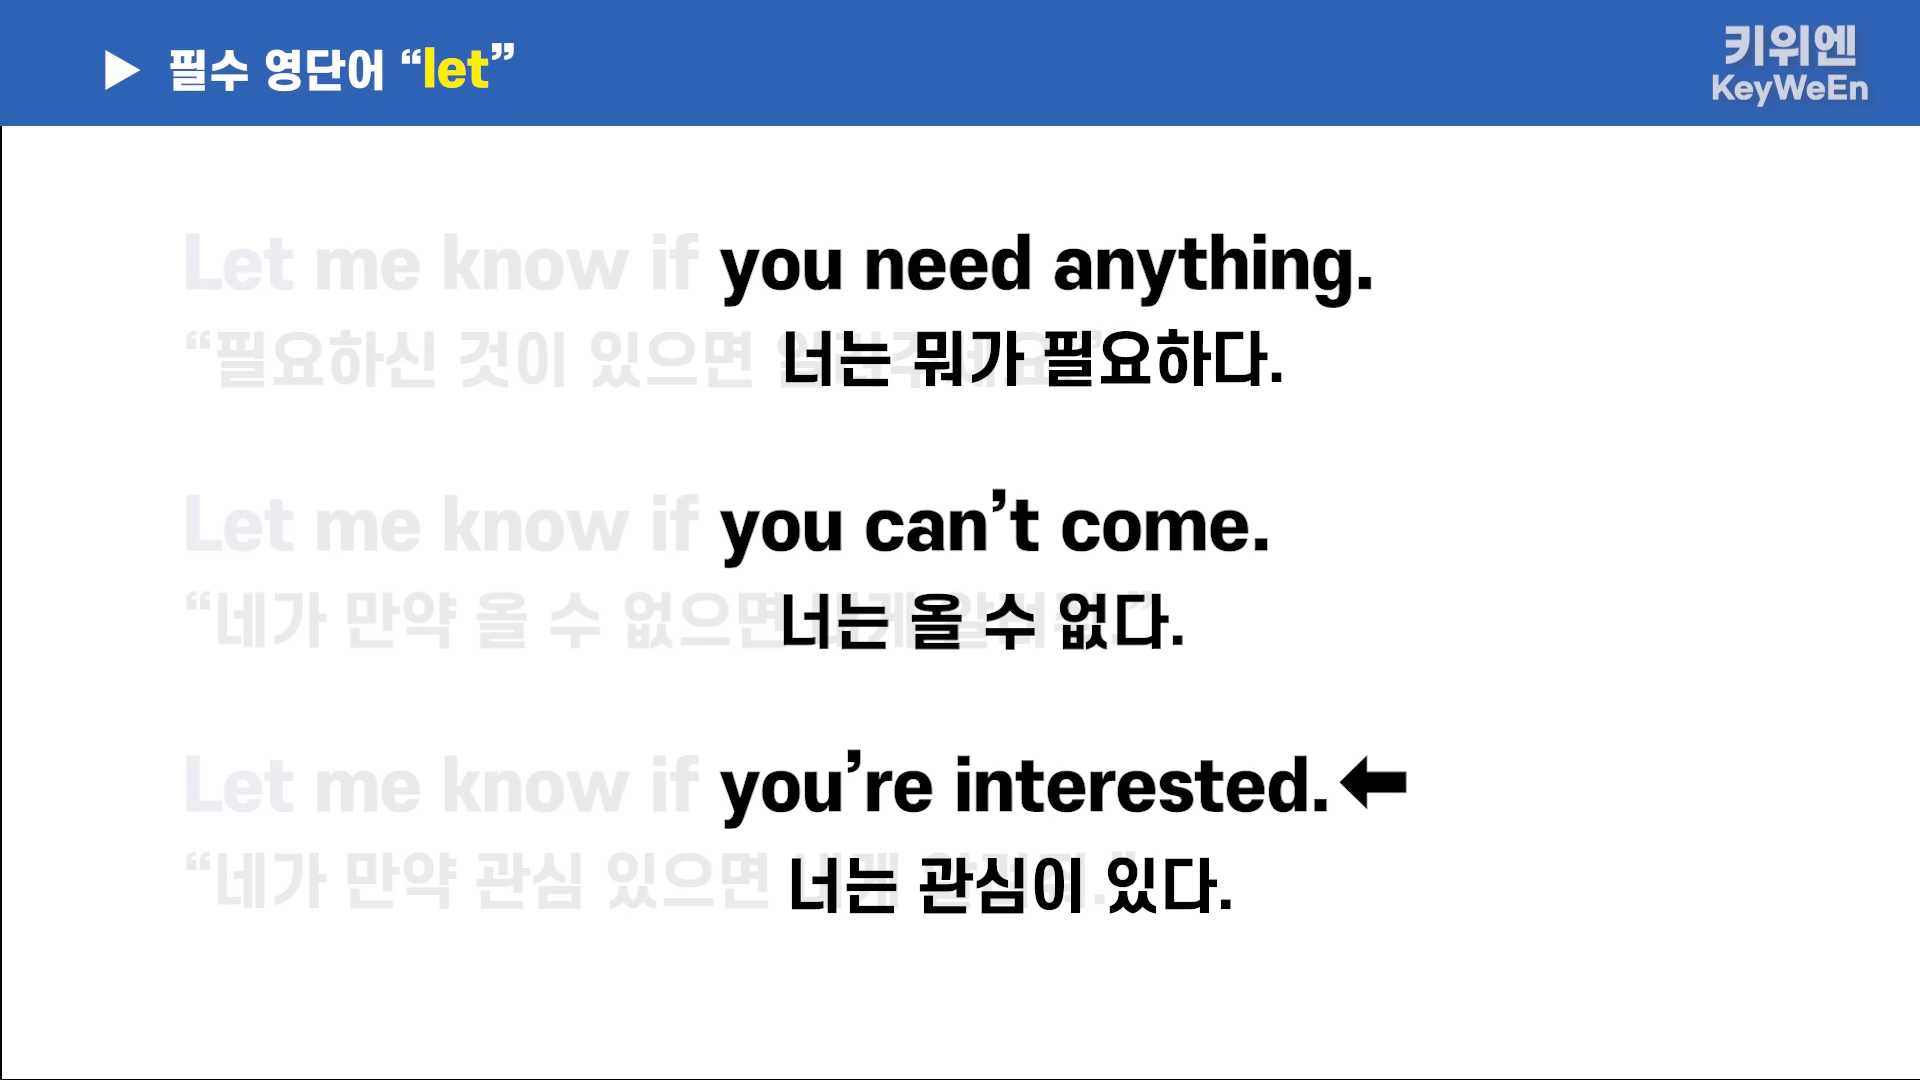 ▶ 필수 영단어 “let”
키위엔
KeyWeEn
Let me know if you need anything.
“필요하신 것이 있으면
너는 뭐가 필요하다.
Let me know if you can’t come.
“네가 만약 올 수 없으면
너는 올 수 없다.
Let me know if you’re interested.
“네가 만약 관심 있으면
너는 관심이 있다.